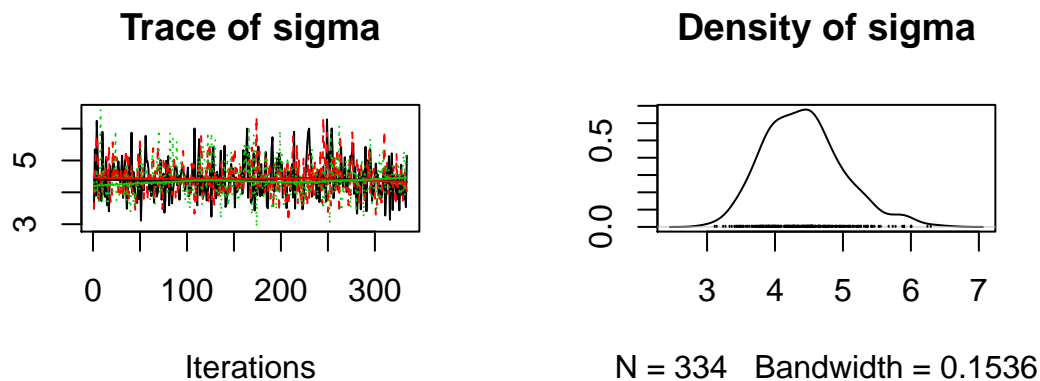 Trace of sigma
5
3
0 100 200 300
Iterations
Density of sigma
0.5
0.0
3 4 5 6 7
N = 334 Bandwidth = 0.1536